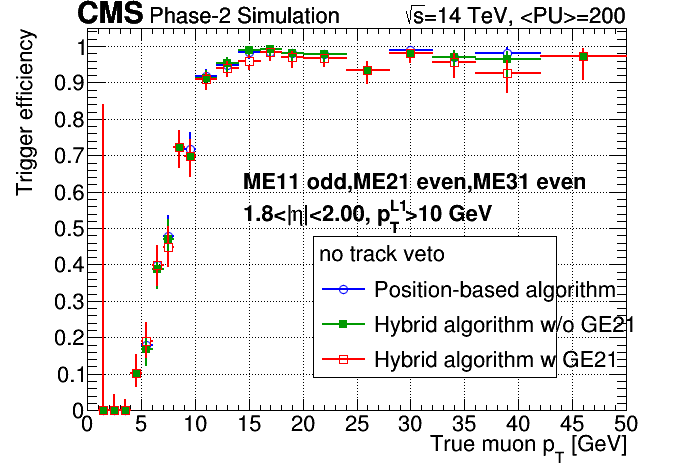 CMS Phase-2 Simulation √s=14 TeV, <PU>=200
Trigger efficiency
1
0.9
0.8
0.7
0.6
0.5
0.4
0.3
0.2
0.1
0
ME11 odd,ME21 even,ME31 even
1.8<|η|<2.00, p_T^L1>10 GeV
no track veto
Position-based algorithm
Hybrid algorithm w/o GE21
Hybrid algorithm w GE21
0 5 10 15 20 25 30 35 40 45 50
True muon p_T [GeV]